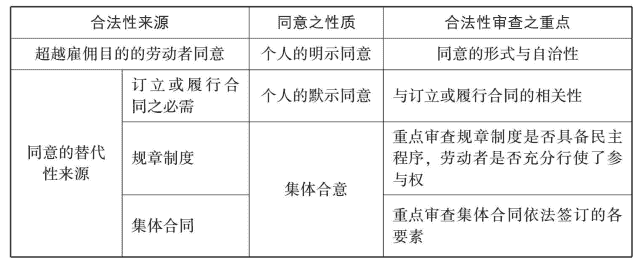 合法性来源 同意之性质 合法性审查之重点
超越雇佣目的的劳动者同意 个人的明示同意 同意的形式与自治性
同意的替代
性来源
订立或履行合
同之必需
个人的默示同意 与订立或履行合同的相关性
规章制度
集体合意
重点审查规章制度是否具备民主
程序，劳动者是否充分行使了参
与权
集体合同
重点审查集体合同依法签订的各
要素